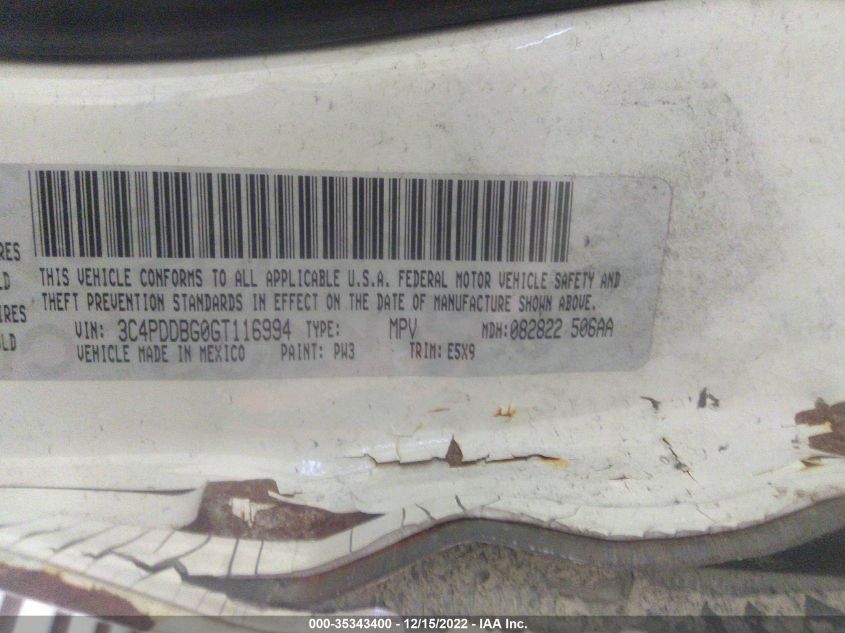 RES
LD
IRES
OLD
THIS VEHICLE CONFORMS TO ALL APPLICABLE U.S.A. FEDERAL MOTOR VEHICLE SAFETY AND
THEFT PREVENTION STANDARDS IN EFFECT ON THE DATE OF MANUFACTURE SHOWN ABOVE.
VIN: 3C4PDDBG0GT116994 TYPE: MPV MDH:082822 506AA
VEHICLE MADE IN MEXICO PAINT: PW3 TRIM: E5X9
000-35343400 - 12/15/2022 - IAA Inc.